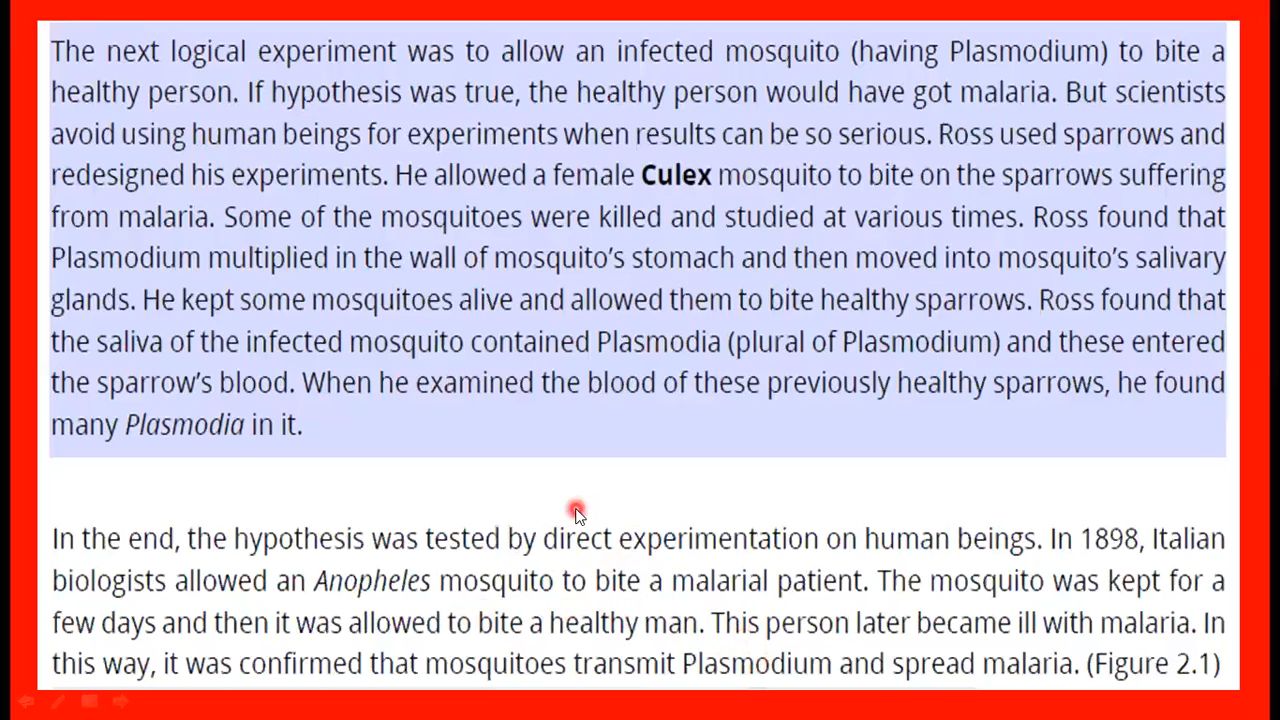 The next logical experiment was to allow an infected mosquito (having Plasmodium) to bite a
healthy person. If hypothesis was true, the healthy person would have got malaria. But scientists
avoid using human beings for experiments when results can be so serious. Ross used sparrows and
redesigned his experiments. He allowed a female Culex mosquito to bite on the sparrows suffering
from malaria. Some of the mosquitoes were killed and studied at various times. Ross found that
Plasmodium multiplied in the wall of mosquito’s stomach and then moved into mosquito’s salivary
glands. He kept some mosquitoes alive and allowed them to bite healthy sparrows. Ross found that
the saliva of the infected mosquito contained Plasmodia (plural of Plasmodium) and these entered
the sparrow’s blood. When he examined the blood of these previously healthy sparrows, he found
many Plasmodia in it.
In the end, the hypothesis was tested by direct experimentation on human beings. In 1898, Italian
biologists allowed an Anopheles mosquito to bite a malarial patient. The mosquito was kept for a
few days and then it was allowed to bite a healthy man. This person later became ill with malaria. In
this way, it was confirmed that mosquitoes transmit Plasmodium and spread malaria. (Figure 2.1)